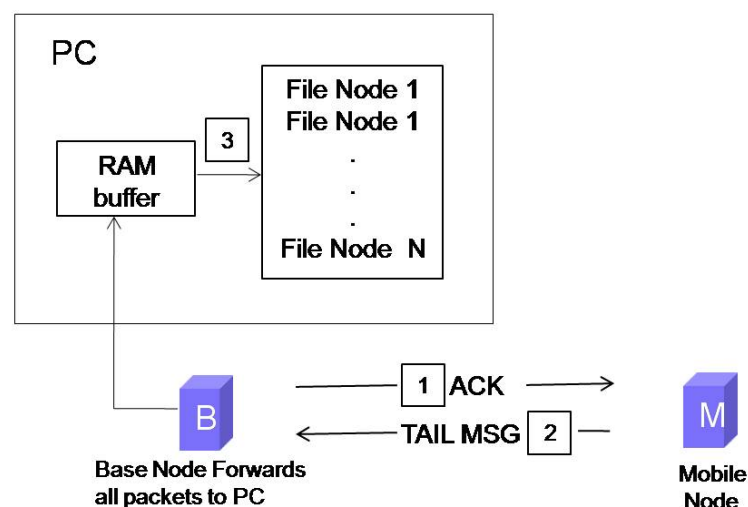 PC
File Node 1
File Node 1
.
.
.
File Node N
3
RAM
buffer
1 ACK
B
M
TAIL MSG 2
Base Node Forwards
all packets to PC
Mobile
Node